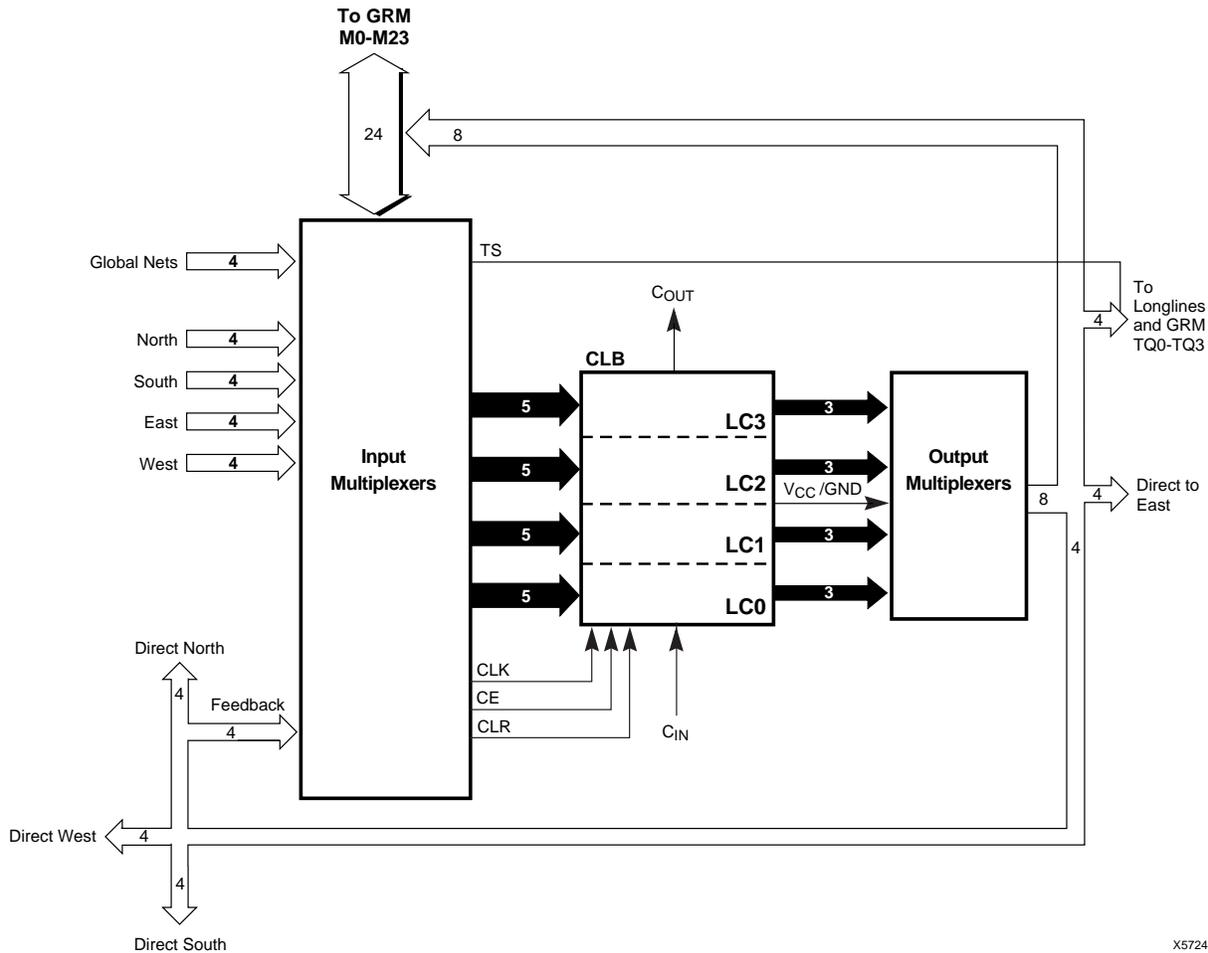 To GRM
M0-M23
24
8
Global Nets
4
TS
COUT
To
Longlines
and GRM
TQ0-TQ3
4
North
4
South
4
East
4
West
4
CLB
Input
Multiplexers
5
5
5
5
LC3
LC2
LC1
LC0
3
3
VCC /GND
3
3
Output
Multiplexers
8
4
Direct to
East
4
CLK
CE
CLR
CIN
Direct North
4
Feedback
4
Direct West
4
4
Direct South
X5724